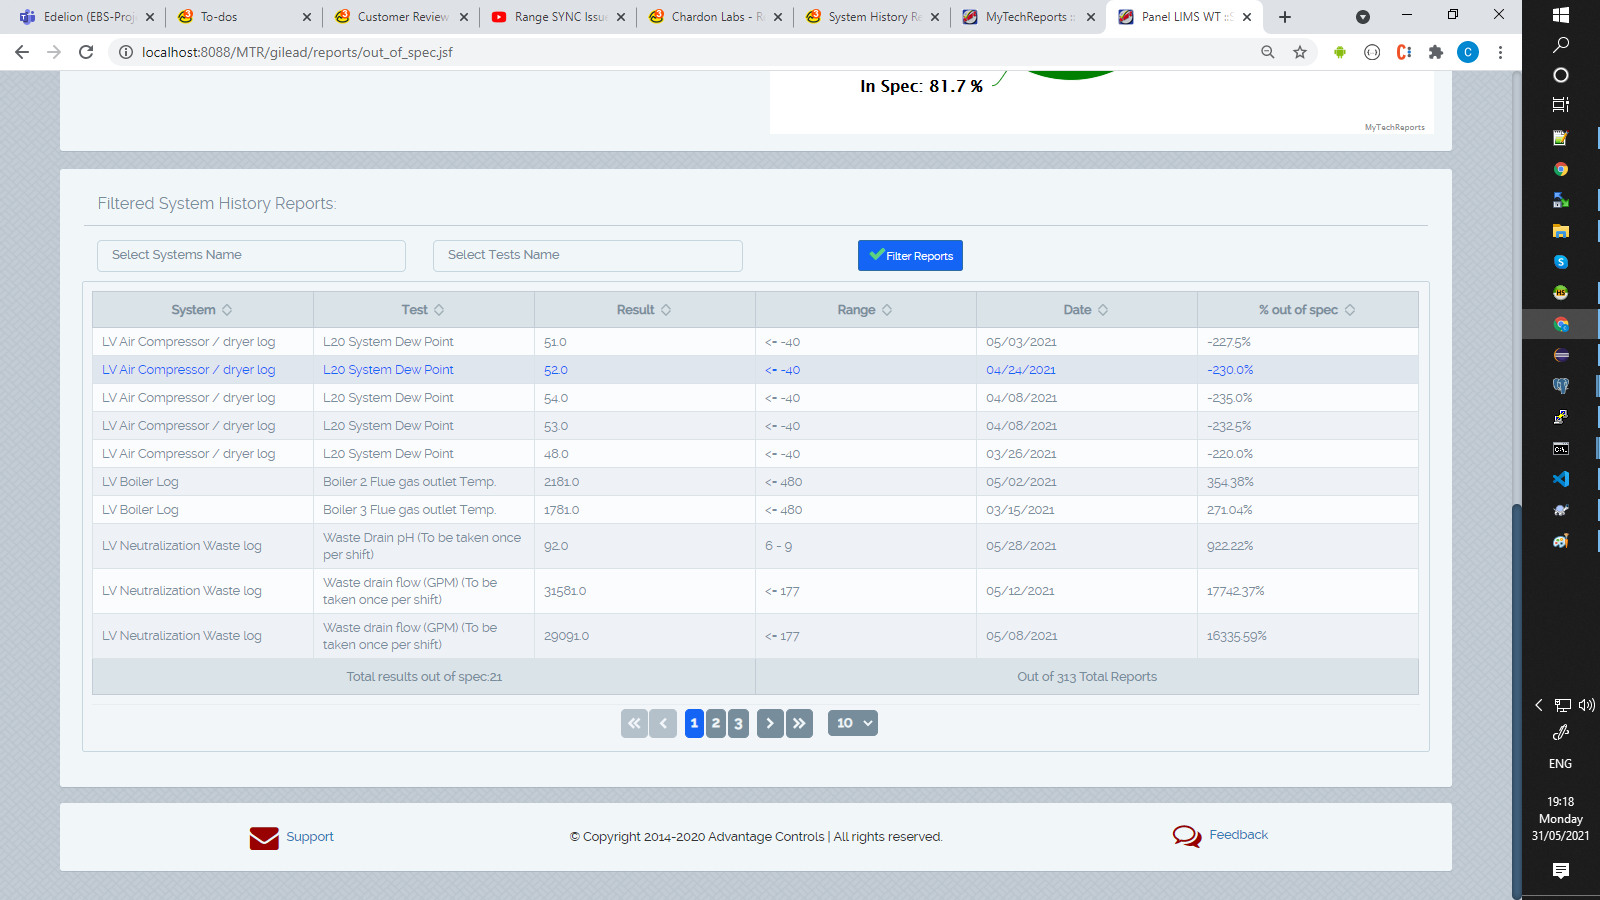 Edelion (EBS-Proj
To-dos
Customer Review
Range SYNC Issue
Chardon Labs - R
System History Re
MyTechReports ::
Panel LIMS WT ::S
localhost:8088/MTR/gilead/reports/out_of_spec.jsf
C
In Spec: 81.7 %
MyTechReports
Filtered System History Reports:
Select Systems Name
Select Tests Name
Filter Reports
System Test Result Range Date % out of spec
LV Air Compressor / dryer log L20 System Dew Point 51.0 <= -40 05/03/2021 -227.5%
LV Air Compressor / dryer log L20 System Dew Point 52.0 <= -40 04/24/2021 -230.0%
LV Air Compressor / dryer log L20 System Dew Point 54.0 <= -40 04/08/2021 -235.0%
LV Air Compressor / dryer log L20 System Dew Point 53.0 <= -40 04/08/2021 -232.5%
LV Air Compressor / dryer log L20 System Dew Point 48.0 <= -40 03/26/2021 -220.0%
LV Boiler Log Boiler 2 Flue gas outlet Temp. 2181.0 <= 480 05/02/2021 354.38%
LV Boiler Log Boiler 3 Flue gas outlet Temp. 1781.0 <= 480 03/15/2021 271.04%
LV Neutralization Waste log Waste Drain pH (To be taken once
per shift) 92.0 6 - 9 05/28/2021 922.22%
LV Neutralization Waste log Waste drain flow (GPM) (To be
taken once per shift) 31581.0 <= 177 05/12/2021 17742.37%
LV Neutralization Waste log Waste drain flow (GPM) (To be
taken once per shift) 29091.0 <= 177 05/08/2021 16335.59%
Total results out of spec:21 Out of 313 Total Reports
1 2 3 10
Support
© Copyright 2014-2020 Advantage Controls | All rights reserved.
Feedback
ENG
19:18
Monday
31/05/2021